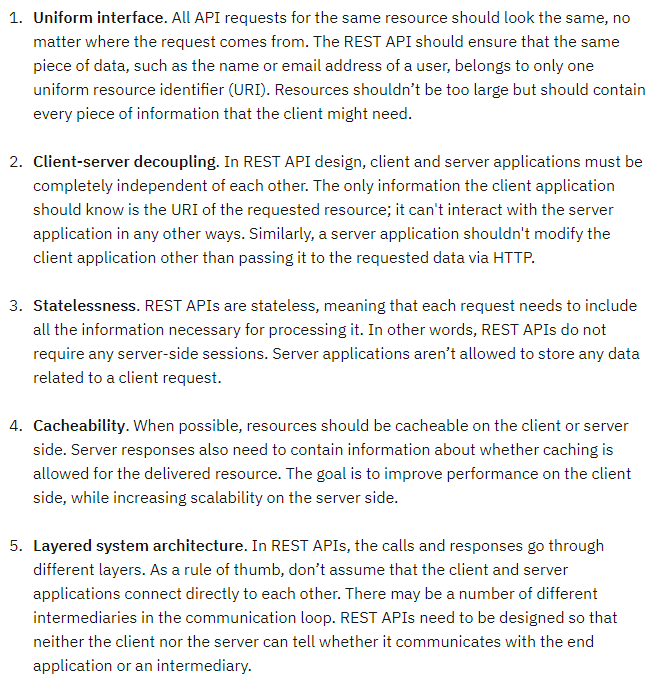 1. Uniform interface. All API requests for the same resource should look the same, no
matter where the request comes from. The REST API should ensure that the same
piece of data, such as the name or email address of a user, belongs to only one
uniform resource identifier (URI). Resources shouldn’t be too large but should contain
every piece of information that the client might need.
2. Client-server decoupling. In REST API design, client and server applications must be
completely independent of each other. The only information the client application
should know is the URI of the requested resource; it can't interact with the server
application in any other ways. Similarly, a server application shouldn't modify the
client application other than passing it to the requested data via HTTP.
3. Statelessness. REST APIs are stateless, meaning that each request needs to include
all the information necessary for processing it. In other words, REST APIs do not
require any server-side sessions. Server applications aren’t allowed to store any data
related to a client request.
4. Cacheability. When possible, resources should be cacheable on the client or server
side. Server responses also need to contain information about whether caching is
allowed for the delivered resource. The goal is to improve performance on the client
side, while increasing scalability on the server side.
5. Layered system architecture. In REST APIs, the calls and responses go through
different layers. As a rule of thumb, don’t assume that the client and server
applications connect directly to each other. There may be a number of different
intermediaries in the communication loop. REST APIs need to be designed so that
neither the client nor the server can tell whether it communicates with the end
application or an intermediary.